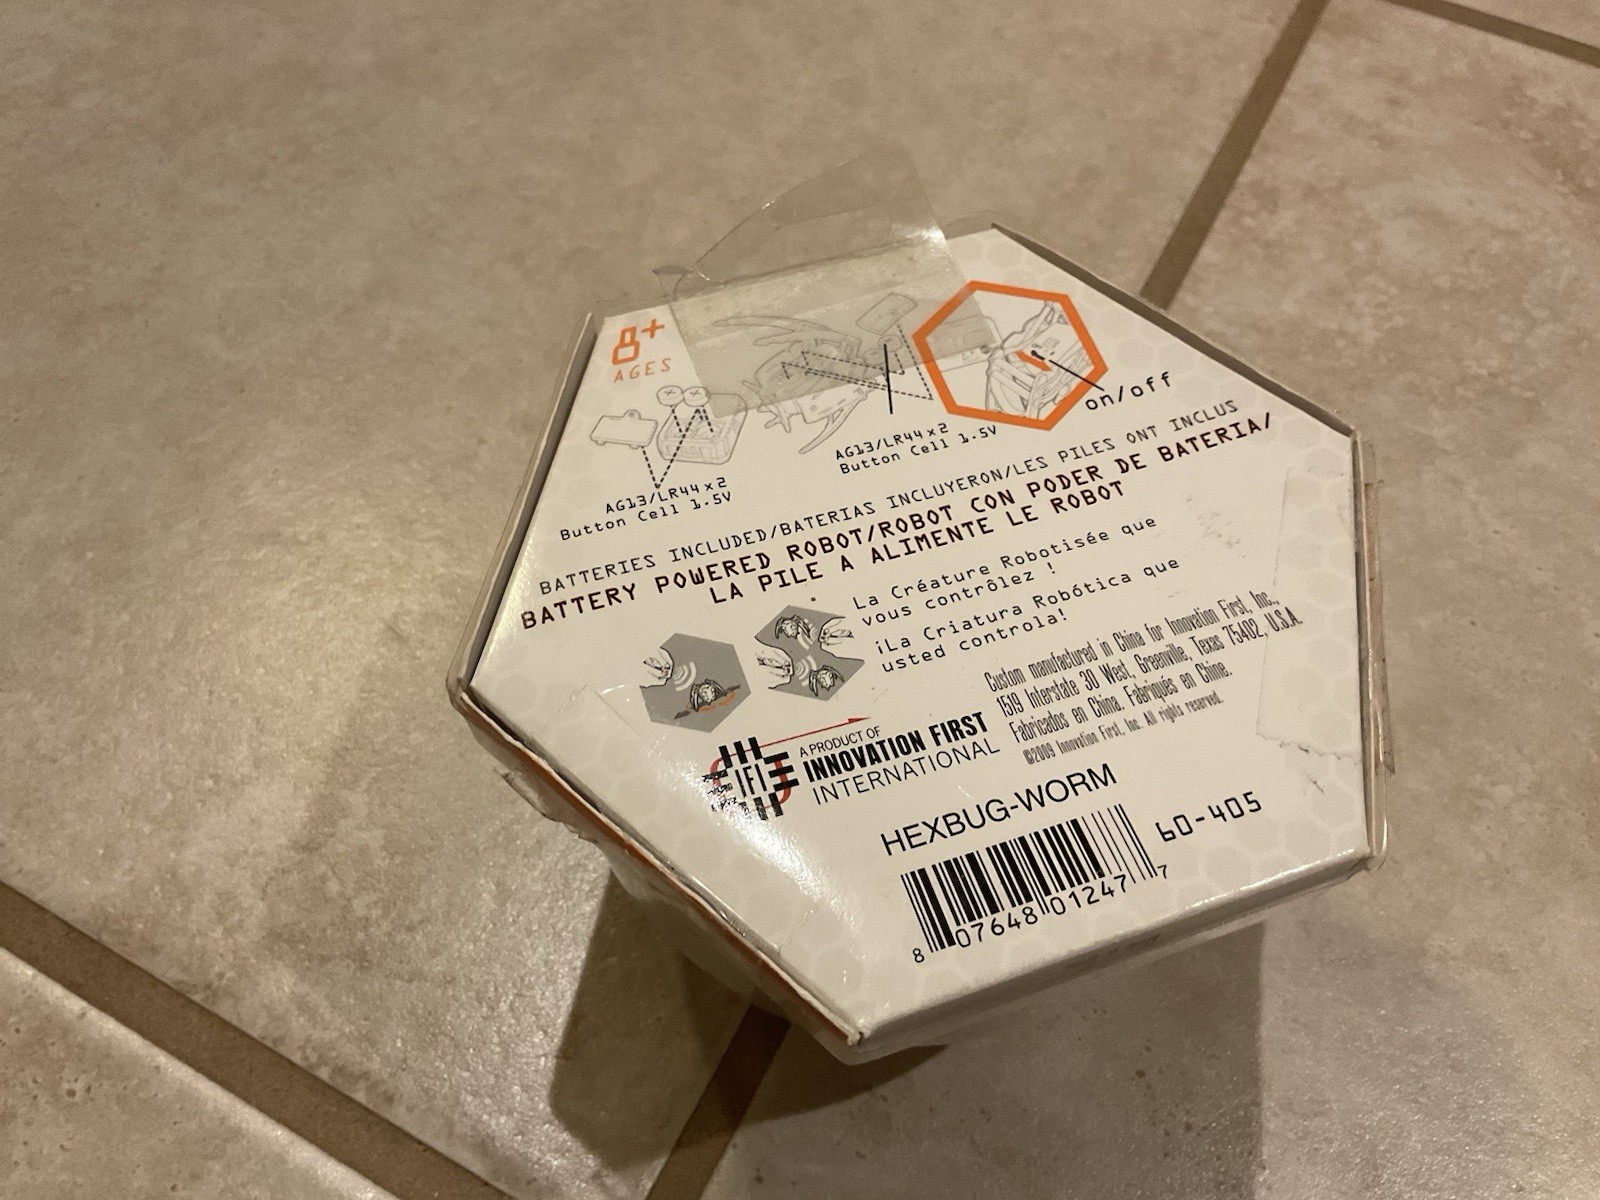 8+
AGES
on/off
AG13/LR44 x 2
Button Cell 1.5V
AG13/LR44 x 2
Button Cell 1.5V
BATTERIES INCLUDED/BATERIAS INCLUYERON/LES PILES ONT INCLUS
BATTERY POWERED ROBOT/ROBOT CON PODER DE BATERIA/
LA PILE A ALIMENTE LE ROBOT
La Créature Robotisée que
vous contrôlez !
¡La Criatura Robótica que
usted controla!
Custom manufactured in China for Innovation First, Inc.,
1519 Interstate 30 West, Greenville, Texas 75402, U.S.A.
Fabricados en China. Fabriqués en Chine.
©2009 Innovation First, Inc. All rights reserved.
IFI
A PRODUCT OF
INNOVATION FIRST
INTERNATIONAL
HEXBUG-WORM
60-405
8 07648 01247 7